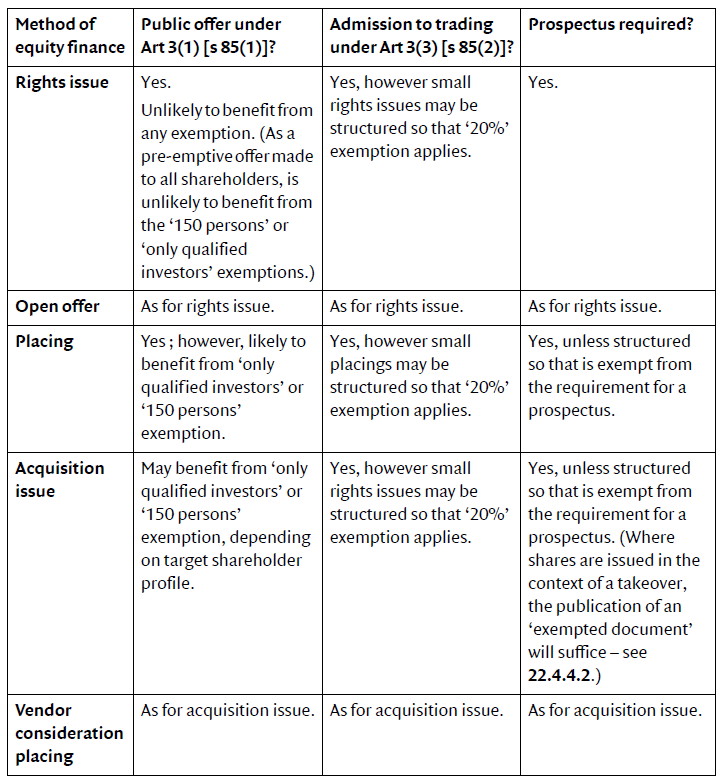 Method of equity finance
Public offer under Art 3(1) [s 85(1)]?
Admission to trading under Art 3(3) [s 85(2)]?
Prospectus required?
Rights issue
Yes.
Unlikely to benefit from
any exemption. (As a
pre-emptive offer made
to all shareholders, is
unlikely to benefit from
the ‘150 persons’ or
‘only qualified
investors’ exemptions.)
Yes, however small
rights issues may be
structured so that ‘20%’
exemption applies.
Yes.
Open offer
As for rights issue.
As for rights issue.
As for rights issue.
Placing
Yes ; however, likely to
benefit from ‘only
qualified investors’ or
‘150 persons’
exemption.
Yes, however small
placings may be
structured so that ‘20%’
exemption applies.
Yes, unless structured
so that is exempt from
the requirement for a
prospectus.
Acquisition
issue
May benefit from ‘only
qualified investors’ or
‘150 persons’
exemption, depending
on target shareholder
profile.
Yes, however small
rights issues may be
structured so that ‘20%’
exemption applies.
Yes, unless structured
so that is exempt from
the requirement for a
prospectus. (Where
shares are issued in the
context of a takeover,
the publication of an
‘exempted document’
will suffice – see
22.4.4.2.)
Vendor
consideration
placing
As for acquisition issue.
As for acquisition issue.
As for acquisition issue.